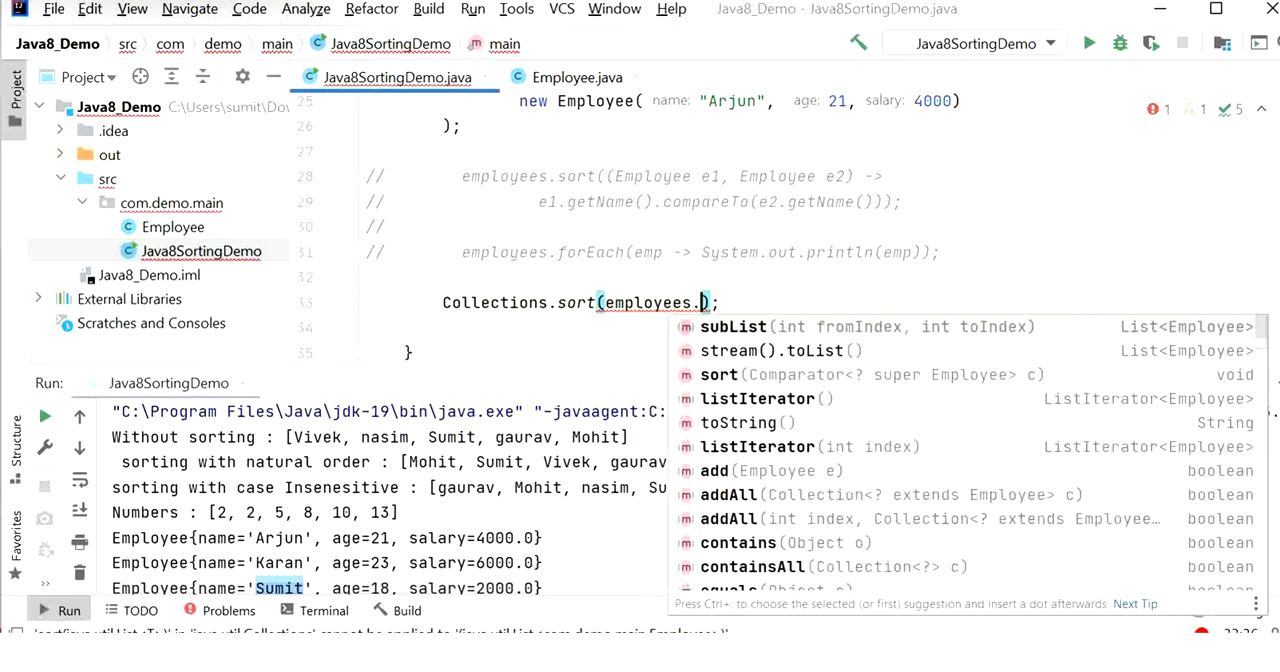 File Edit View Navigate Code Analyze Refactor Build Run Tools VCS Window Help Java8_Demo - Java8SortingDemo.java
Java8_Demo src com demo main Java8SortingDemo main Java8SortingDemo
Project Project Java8SortingDemo.java Employee.java
Java8_Demo C:\Users\sumit\Do
.idea
out
src
com.demo.main
Employee
Java8SortingDemo
Java8_Demo.iml
External Libraries
Scratches and Consoles
1 1 5
25 new Employee( name: "Arjun", age: 21, salary: 4000)
26 );
27
28 // employees.sort((Employee e1, Employee e2) ->
29 // e1.getName().compareTo(e2.getName()));
30 //
31 // employees.forEach(emp -> System.out.println(emp));
32
33 Collections.sort(employees.);
34
35 }
subList(int fromIndex, int toIndex) List<Employee>
stream().toList() List<Employee>
sort(Comparator<? super Employee> c) void
listIterator() ListIterator<Employee>
toString() String
listIterator(int index) ListIterator<Employee>
add(Employee e) boolean
addAll(Collection<? extends Employee> c) boolean
addAll(int index, Collection<? extends Employee… boolean
contains(Object o) boolean
containsAll(Collection<?> c) boolean
equals(Object o) boolean
Press Ctrl+. to choose the selected (or first) suggestion and insert a dot afterwards Next Tip
Run: Java8SortingDemo
"C:\Program Files\Java\jdk-19\bin\java.exe" "-javaagent:C:
Without sorting : [Vivek, nasim, Sumit, gaurav, Mohit]
sorting with natural order : [Mohit, Sumit, Vivek, gaurav
sorting with case Insenesitive : [gaurav, Mohit, nasim, Su
Numbers : [2, 2, 5, 8, 10, 13]
Employee{name='Arjun', age=21, salary=4000.0}
Employee{name='Karan', age=23, salary=6000.0}
Employee{name='Sumit', age=18, salary=2000.0}
Structure
Favorites
Run TODO Problems Terminal Build